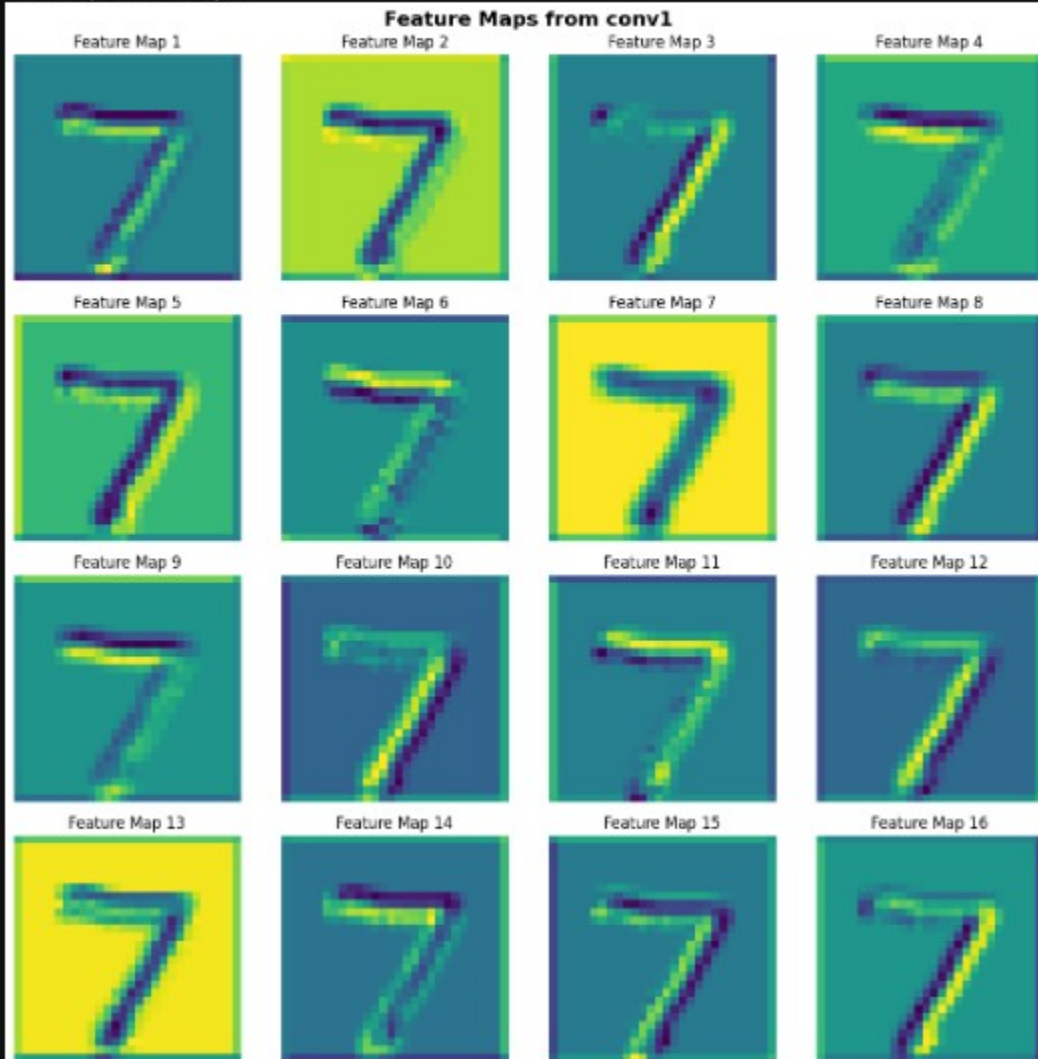 Feature Maps from conv1
Feature Map 1
Feature Map 2
Feature Map 3
Feature Map 4
Feature Map 5
Feature Map 6
Feature Map 7
Feature Map 8
Feature Map 9
Feature Map 10
Feature Map 11
Feature Map 12
Feature Map 13
Feature Map 14
Feature Map 15
Feature Map 16